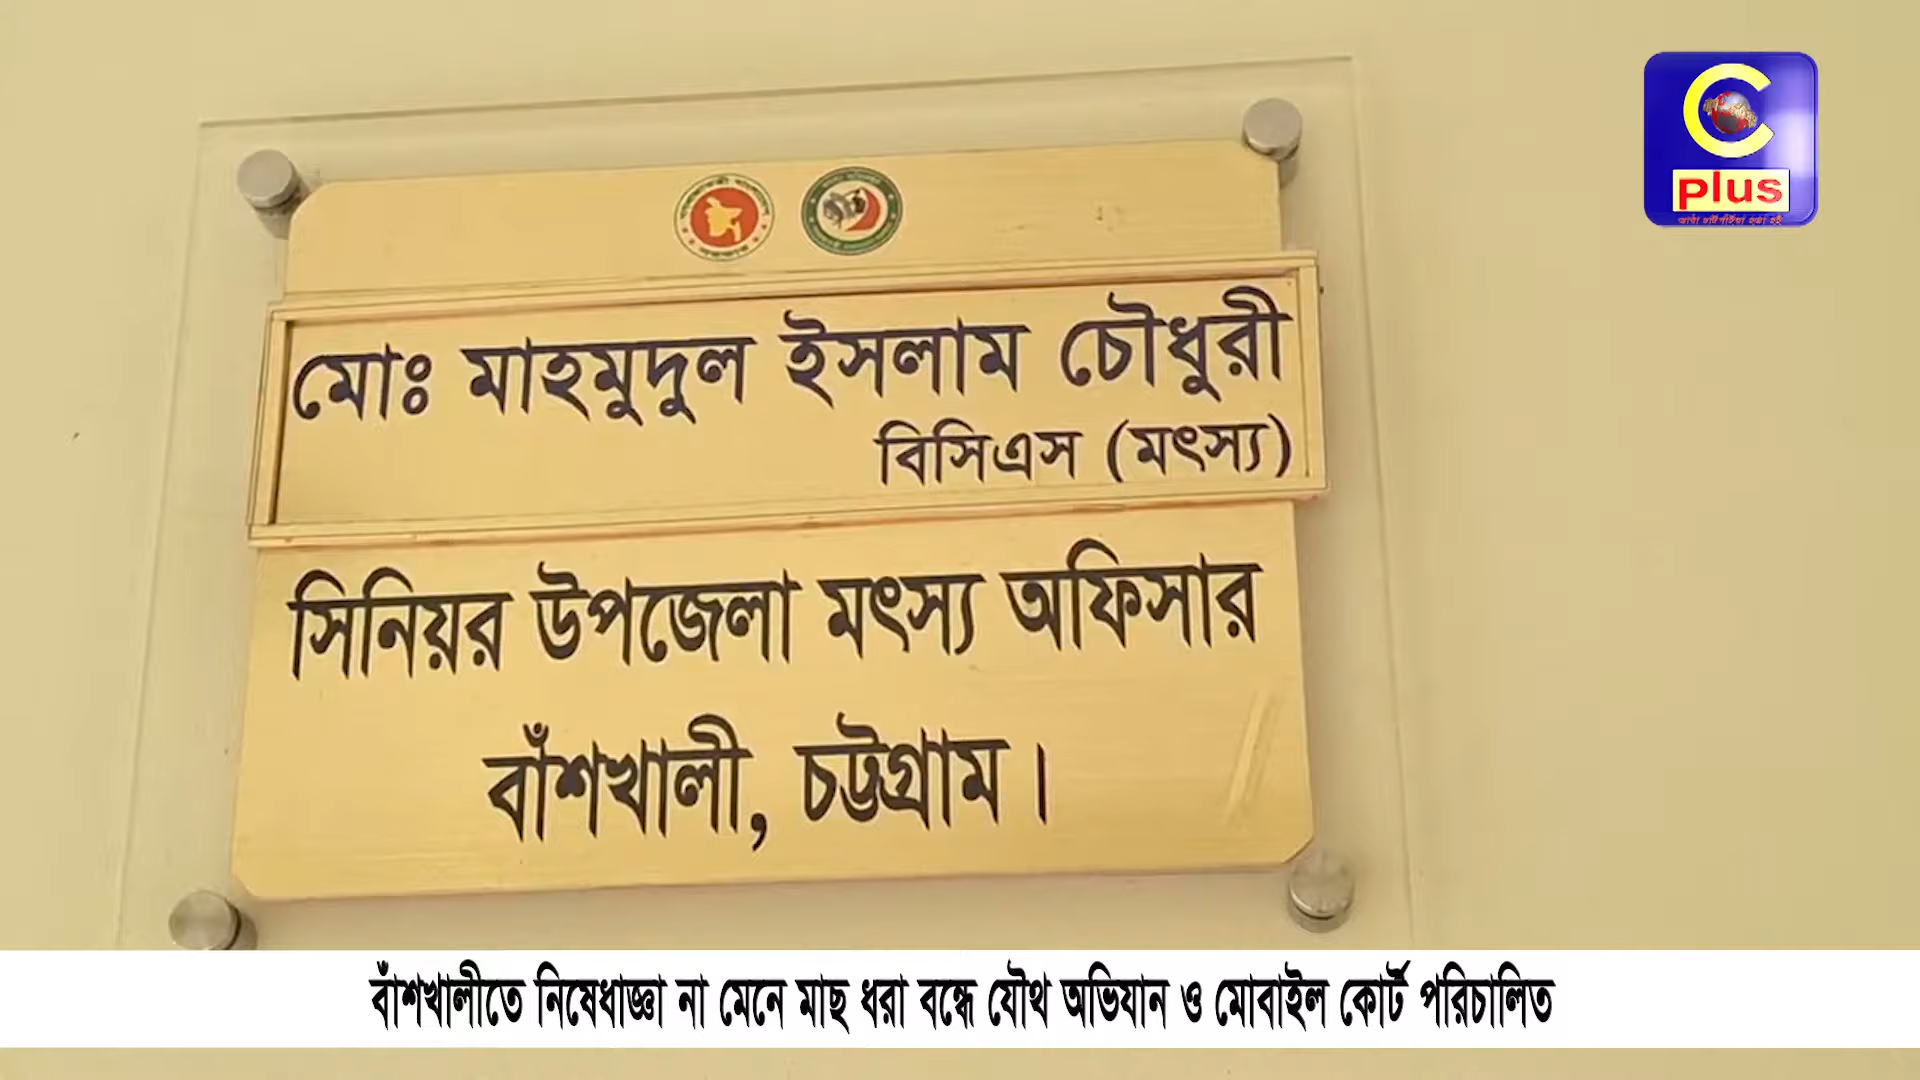 C
plus
মোঃ মাহমুদুল ইসলাম চৌধুরী
বিসিএস (মৎস্য)
সিনিয়র উপজেলা মৎস্য অফিসার
বাঁশখালী, চট্টগ্রাম।
বাঁশখালীতে নিষেধাজ্ঞা না মেনে মাছ ধরা বন্ধে যৌথ অভিযান ও মোবাইল কোর্ট পরিচালিত